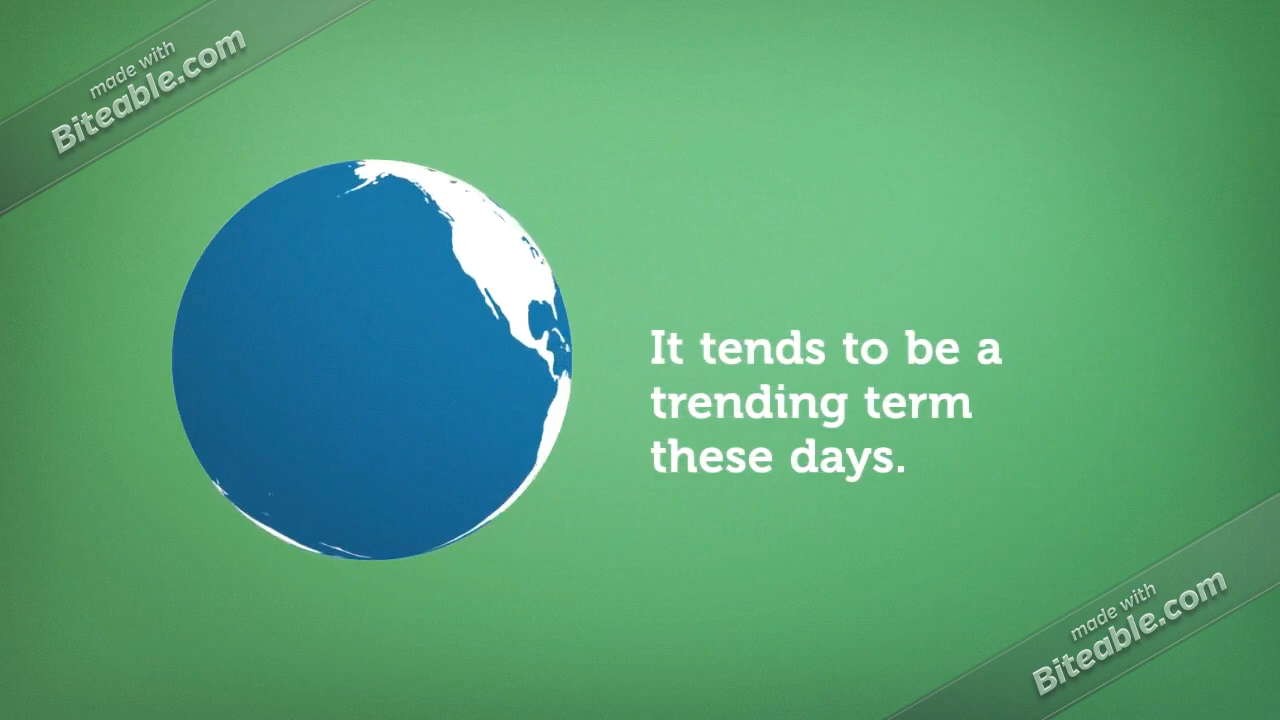 made with
Biteable.com
It tends to be a
trending term
these days.
made with
Biteable.com